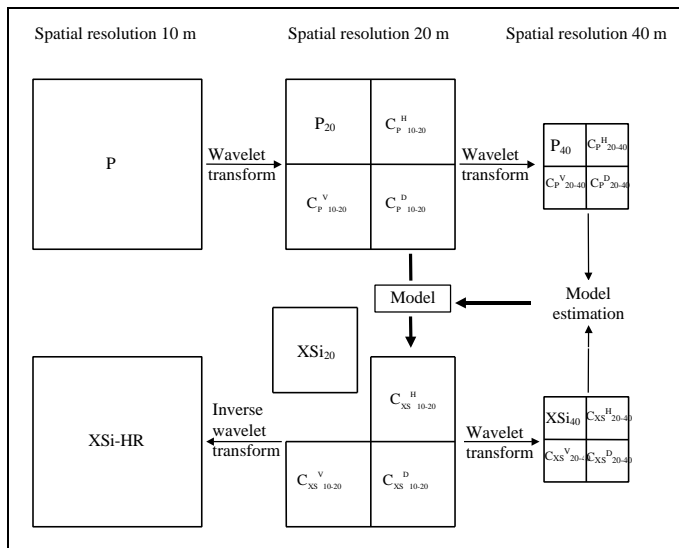 Spatial resolution 10 m
Spatial resolution 20 m
Spatial resolution 40 m
P
Wavelet
transform
P20
CP H 10-20
CP V 10-20
CP D 10-20
Wavelet
transform
P40
CP H 20-40
CP V 20-40
CP D 20-40
Model
Model
estimation
XSi20
XSi-HR
Inverse
wavelet
transform
CXS H 10-20
CXS V 10-20
CXS D 10-20
Wavelet
transform
XSi40
CXS H 20-40
CXS V 20-40
CXS D 20-40